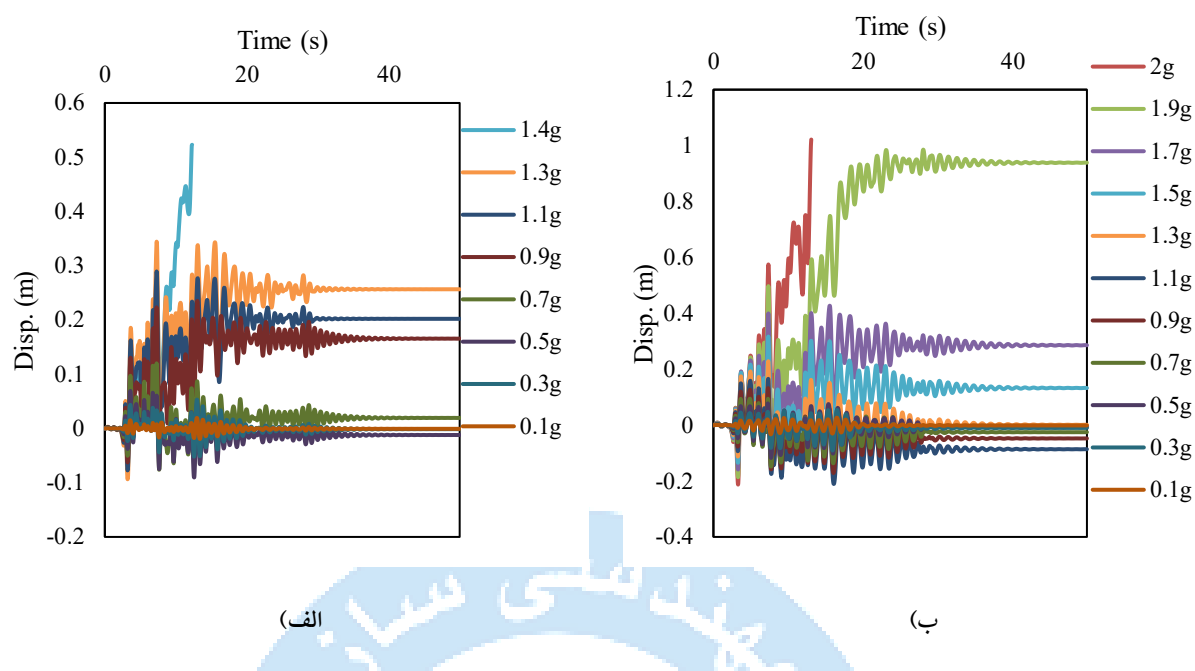 Time (s)
0 20 40
0.6
0.5
0.4
0.3
0.2
0.1
0
-0.1
-0.2
Disp. (m)
1.4g
1.3g
1.1g
0.9g
0.7g
0.5g
0.3g
0.1g
الف)
Time (s)
0 20 40
1.2
1
0.8
0.6
0.4
0.2
0
-0.2
-0.4
Disp. (m)
2g
1.9g
1.7g
1.5g
1.3g
1.1g
0.9g
0.7g
0.5g
0.3g
0.1g
ب)